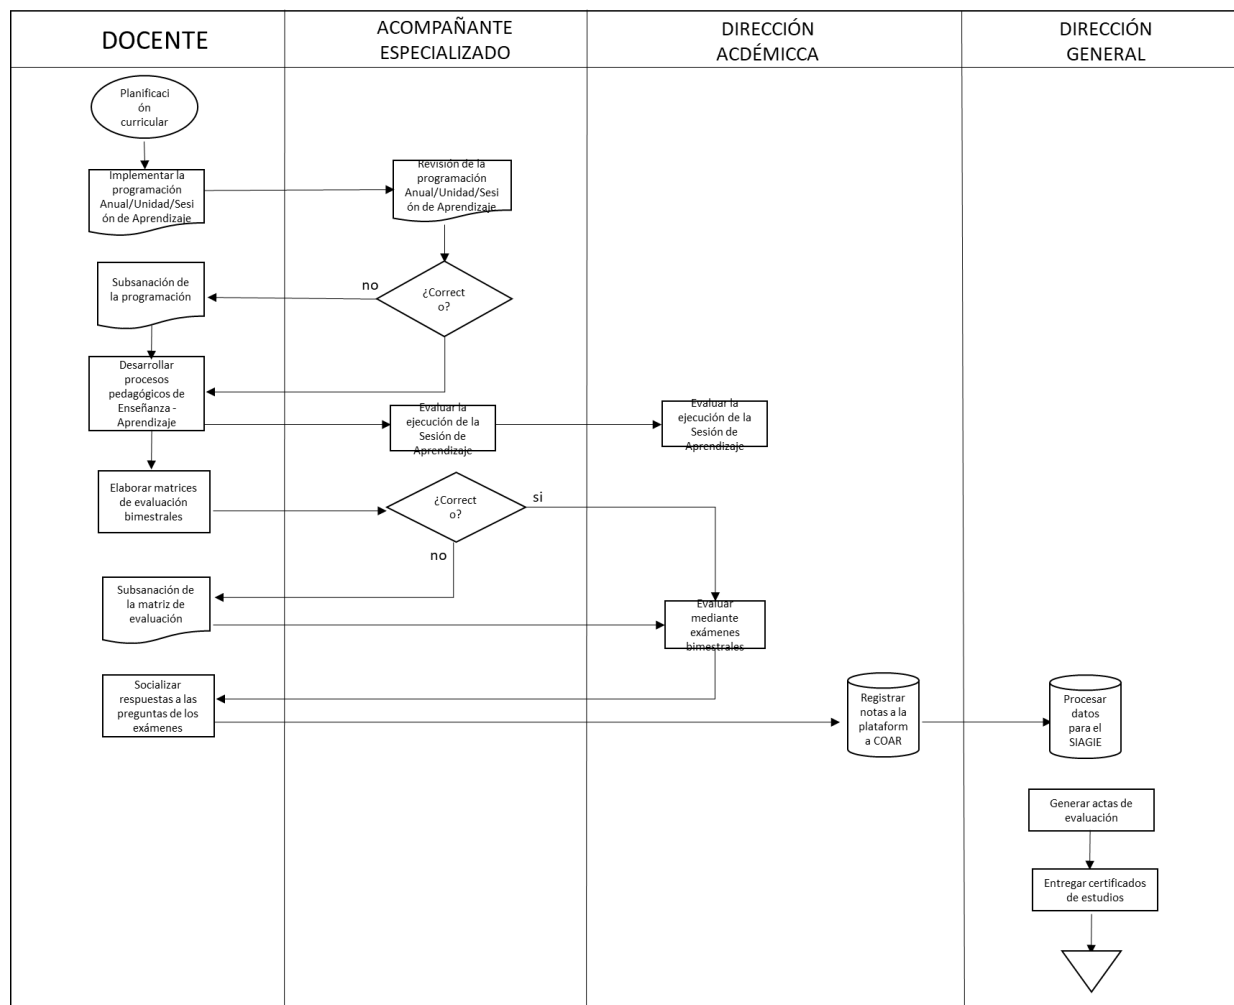 DOCENTE
ACOMPAÑANTE
ESPECIALIZADO
DIRECCIÓN
ACDÉMICCA
DIRECCIÓN
GENERAL
Planificaci
ón
curricular
Implementar la
programación
Anual/Unidad/Sesi
ón de Aprendizaje
Revisión de la
programación
Anual/Unidad/Sesi
ón de Aprendizaje
Subsanación de
la programación
no
¿Correct
o?
Desarrollar
procesos
pedagógicos de
Enseñanza -
Aprendizaje
Evaluar la
ejecución de la
Sesión de
Aprendizaje
Evaluar la
ejecución de la
Sesión de
Aprendizaje
Elaborar matrices
de evaluación
bimestrales
¿Correct
o?
si
no
Subsanación de
la matriz de
evaluación
Evaluar
mediante
exámenes
bimestrales
Socializar
respuestas a las
preguntas de los
exámenes
Registrar
notas a la
plataform
a COAR
Procesar
datos
para el
SIAGIE
Generar actas de
evaluación
Entregar certificados
de estudios